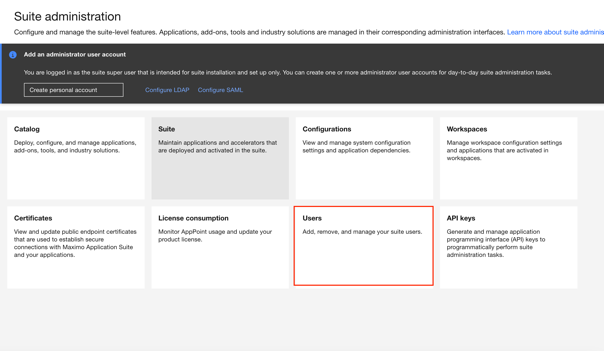 Suite administration
Configure and manage the suite-level features. Applications, add-ons, tools and industry solutions are managed in their corresponding administration interfaces. Learn more about suite adminis
Add an administrator user account
You are logged in as the suite super user that is intended for suite installation and set up only. You can create one or more administrator user accounts for day-to-day suite administration tasks.
Create personal account Configure LDAP Configure SAML
Catalog
Deploy, configure, and manage applications,
add-ons, tools, and industry solutions.
Suite
Maintain applications and accelerators that
are deployed and activated in the suite.
Configurations
View and manage system configuration
settings and application dependencies.
Workspaces
Manage workspace configuration settings
and applications that are activated in
workspaces.
Certificates
View and update public endpoint certificates
that are used to establish secure
connections with Maximo Application Suite
and your applications.
License consumption
Monitor AppPoint usage and update your
product license.
Users
Add, remove, and manage your suite users.
API keys
Generate and manage application
programming interface (API) keys to
programmatically perform suite
administration tasks.